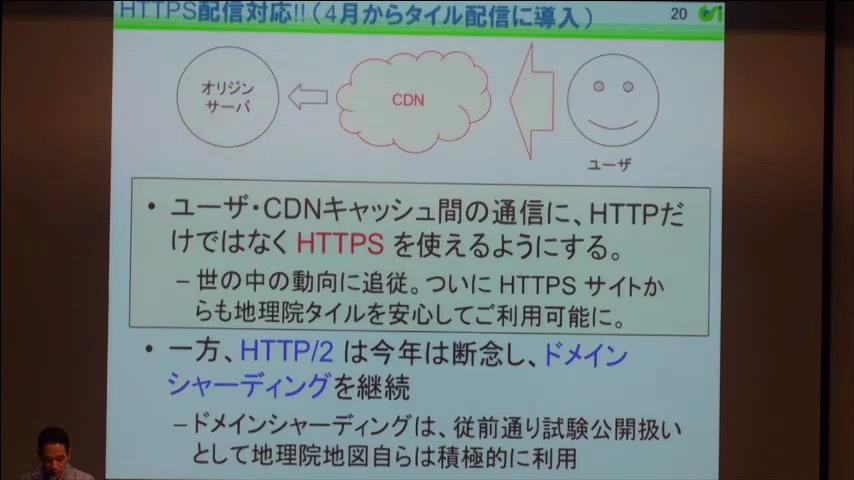 HTTPS配信対応!!(4月からタイル配信に導入)
20
オリジン
サーバ
CDN
ユーザ
• ユーザ・CDNキャッシュ間の通信に、HTTPだ
けではなく HTTPS を使えるようにする。
–世の中の動向に追従。ついに HTTPS サイトか
らも地理院タイルを安心してご利用可能に。
• 一方、HTTP/2 は今年は断念し、ドメイン
シャーディングを継続
–ドメインシャーディングは、従前通り試験公開扱い
として地理院地図自らは積極的に利用